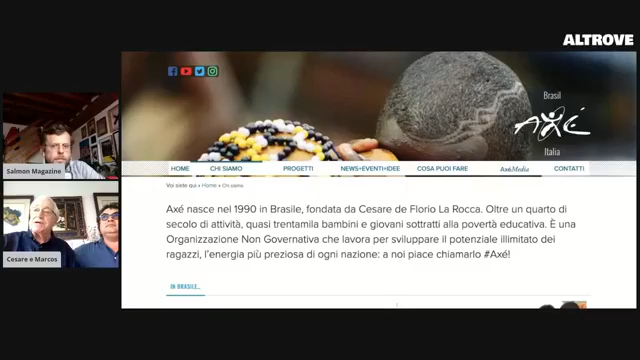 ALTROVE
Brasil
AXÉ
Italia
HOME CHI SIAMO PROGETTI NEWS+EVENTI+IDEE COSA PUOI FARE AxéMedia CONTATTI
Voi siete qui › Home › Chi siamo
Salmon Magazine
Axé nasce nel 1990 in Brasile, fondata da Cesare de Florio La Rocca. Oltre un quarto di
secolo di attività, quasi trentamila bambini e giovani sottratti alla povertà educativa. È una
Organizzazione Non Governativa che lavora per sviluppare il potenziale illimitato dei
ragazzi, l'energia più preziosa di ogni nazione: a noi piace chiamarlo #Axé!
Cesare e Marcos
IN BRASILE...